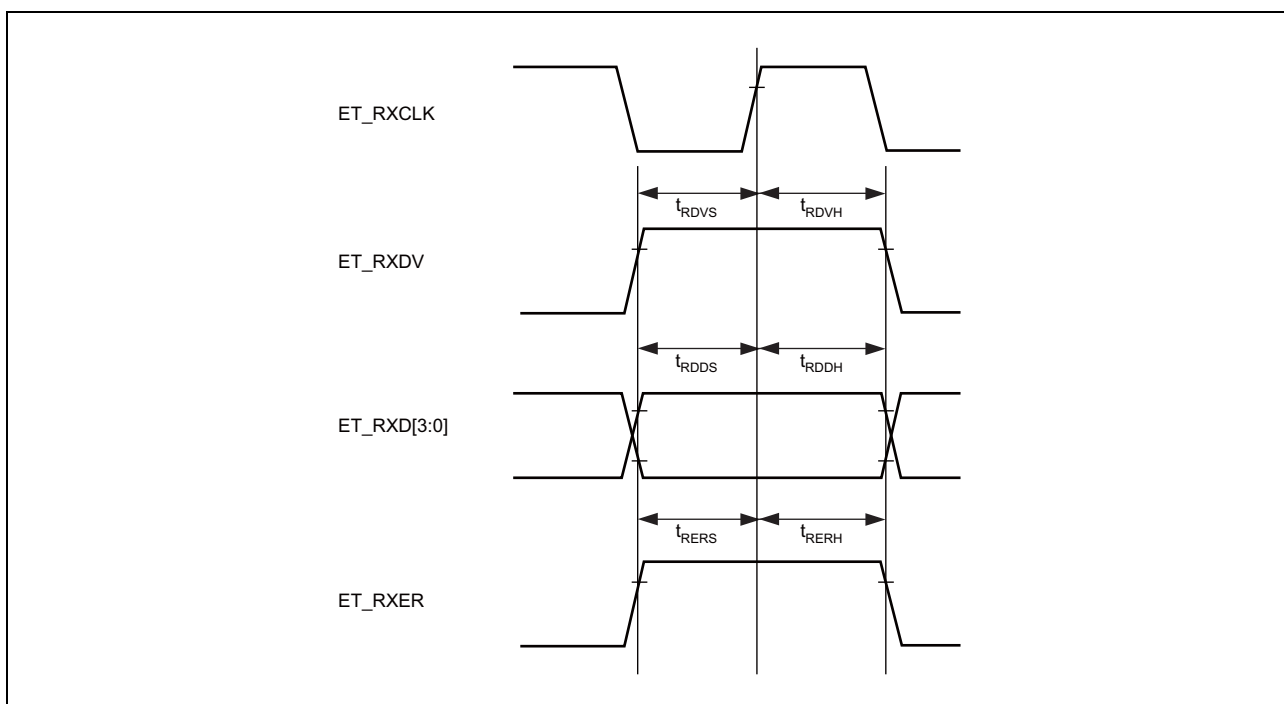 ET_RXCLK
tRDVS tRDVH
ET_RXDV
tRDDS tRDDH
ET_RXD[3:0]
tRERS tRERH
ET_RXER